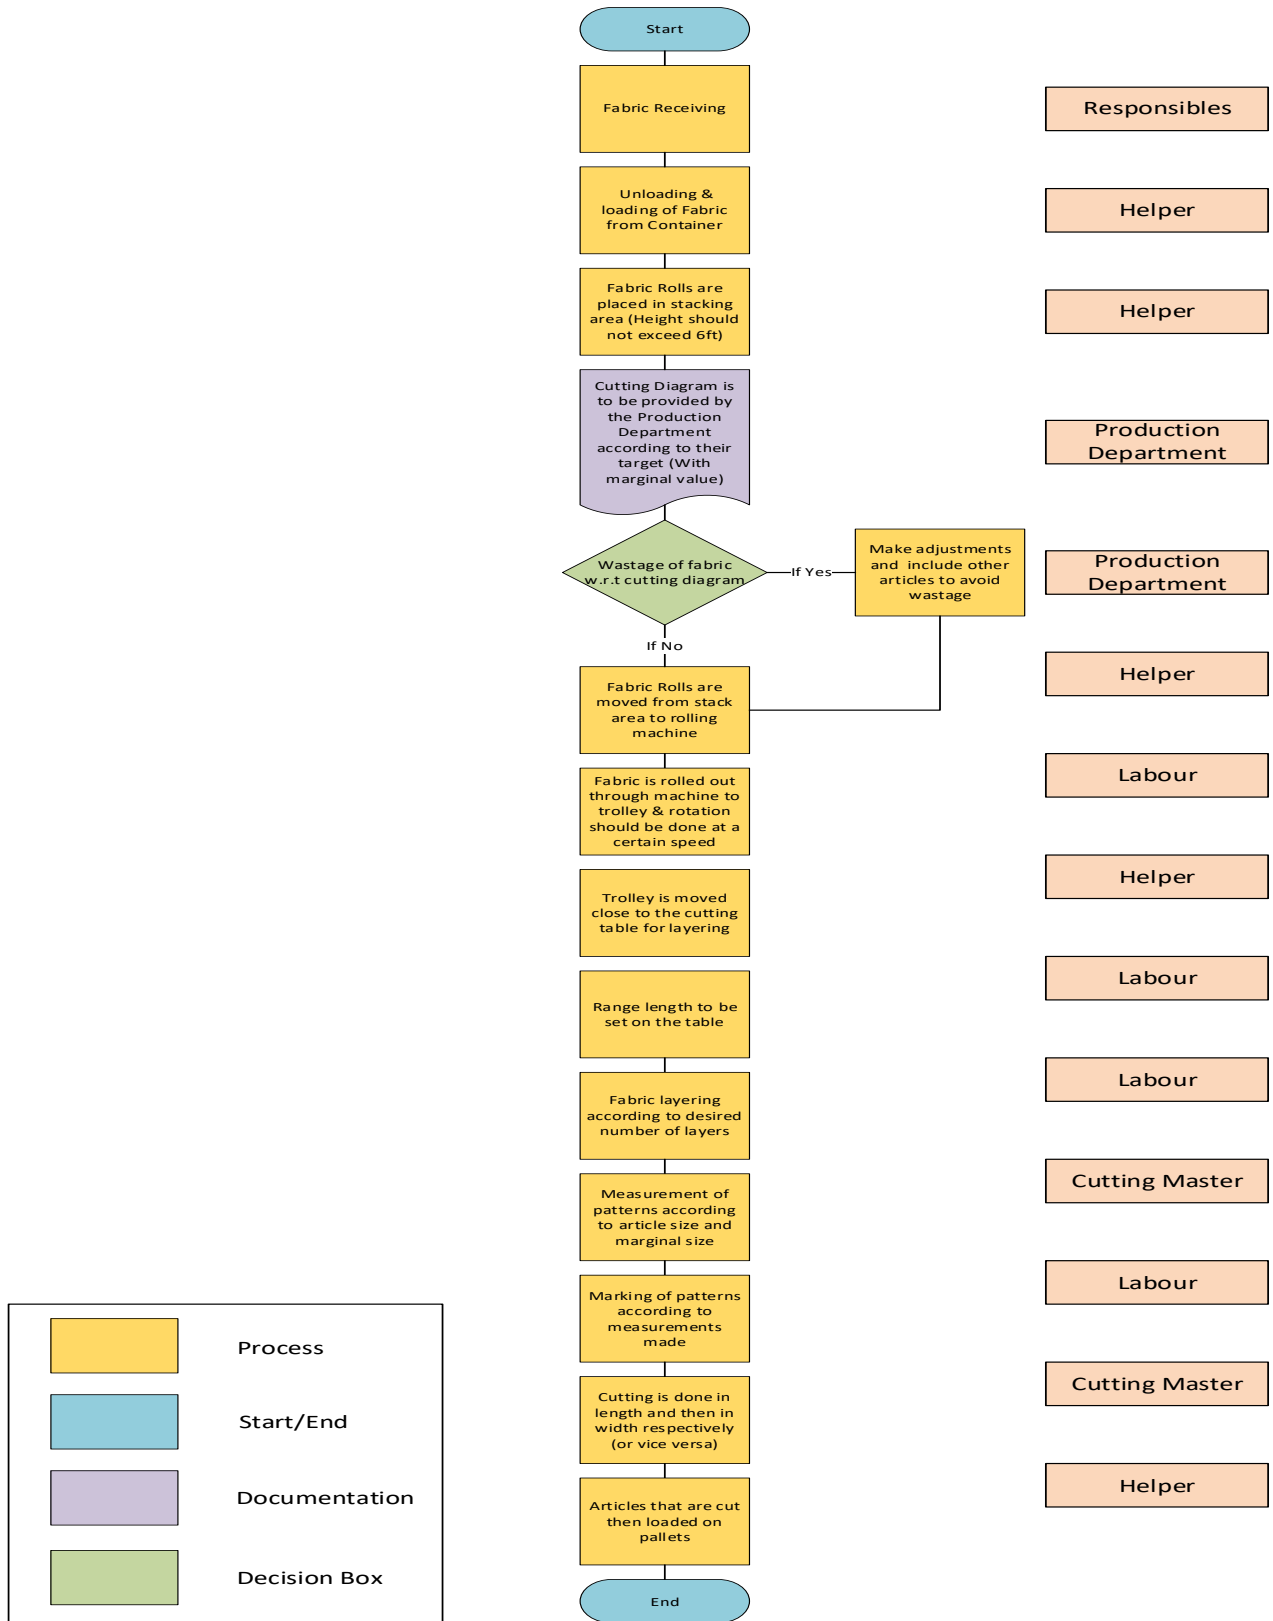 Start
Fabric Receiving
Responsibles
Unloading &
loading of Fabric
from Container
Helper
Fabric Rolls are
placed in stacking
area (Height should
not exceed 6ft)
Helper
Cutting Diagram is
to be provided by
the Production
Department
according to their
target (With
marginal value)
Production
Department
Wastage of fabric
w.r.t cutting diagram
If Yes
Make adjustments
and include other
articles to avoid
wastage
Production
Department
If No
Fabric Rolls are
moved from stack
area to rolling
machine
Helper
Fabric is rolled out
through machine to
trolley & rotation
should be done at a
certain speed
Labour
Trolley is moved
close to the cutting
table for layering
Helper
Range length to be
set on the table
Labour
Fabric layering
according to desired
number of layers
Labour
Measurement of
patterns according
to article size and
marginal size
Cutting Master
Marking of patterns
according to
measurements
made
Labour
Cutting is done in
length and then in
width respectively
(or vice versa)
Cutting Master
Articles that are cut
then loaded on
pallets
Helper
End
Process
Start/End
Documentation
Decision Box